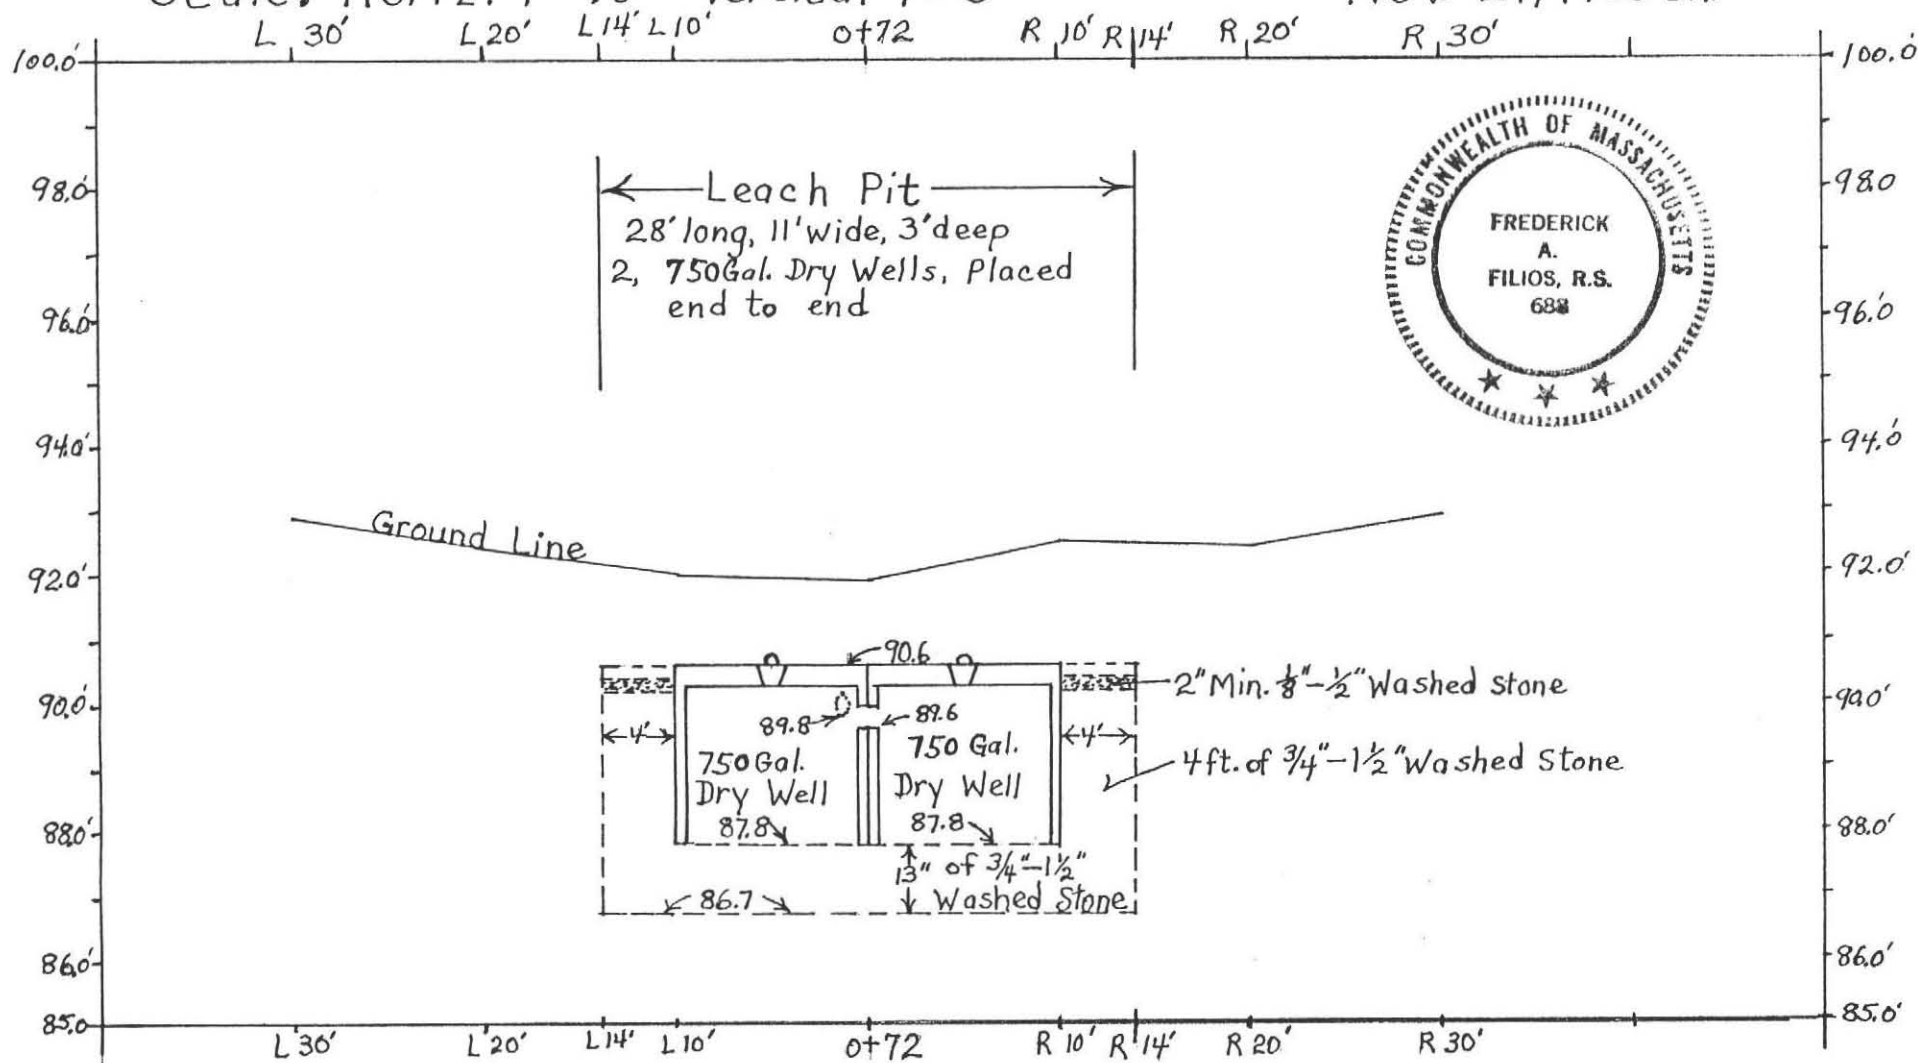 L 30' L 20' L14' L10' 0+72 R 10' R 14' R 20' R 30'
100.0' 100.0'
COMMONWEALTH OF MASSACHUSETTS
FREDERICK
A.
FILIOS, R.S.
98.0' 98.0
Leach Pit
28' long, 11' wide, 3' deep
2, 750 Gal. Dry Wells, Placed
end to end
96.0' 96.0
94.0' 94.0
Ground Line
92.0' 92.0'
90.6
2" Min. 1/8"-1/2" Washed Stone
90.0' 90.0'
89.8 89.6
4' 4'
750 Gal.
Dry Well
750 Gal.
Dry Well
4 ft. of 3/4"-1 1/2" Washed Stone
88.0' 88.0'
87.8 87.8
13" of 3/4"-1 1/2"
Washed Stone
86.7
86.0' 86.0'
85.0 85.0'
L 30' L 20' L14' L10' 0+72 R 10' R 14' R 20' R 30'